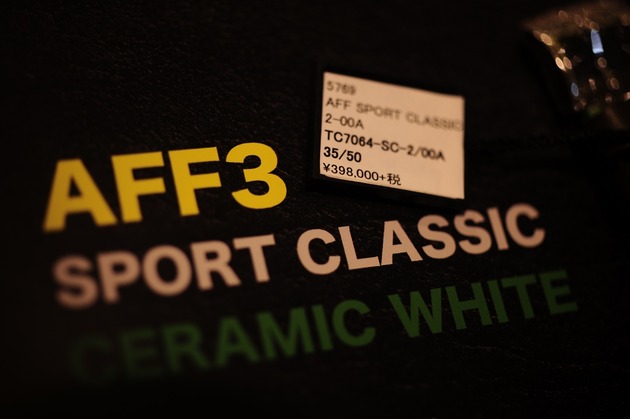 5769
AFF SPORT CLASSIC
2-00A
TC7064-SC-2/00A
35/50
¥398,000+税
AFF3
SPORT CLASSIC
CERAMIC WHITE